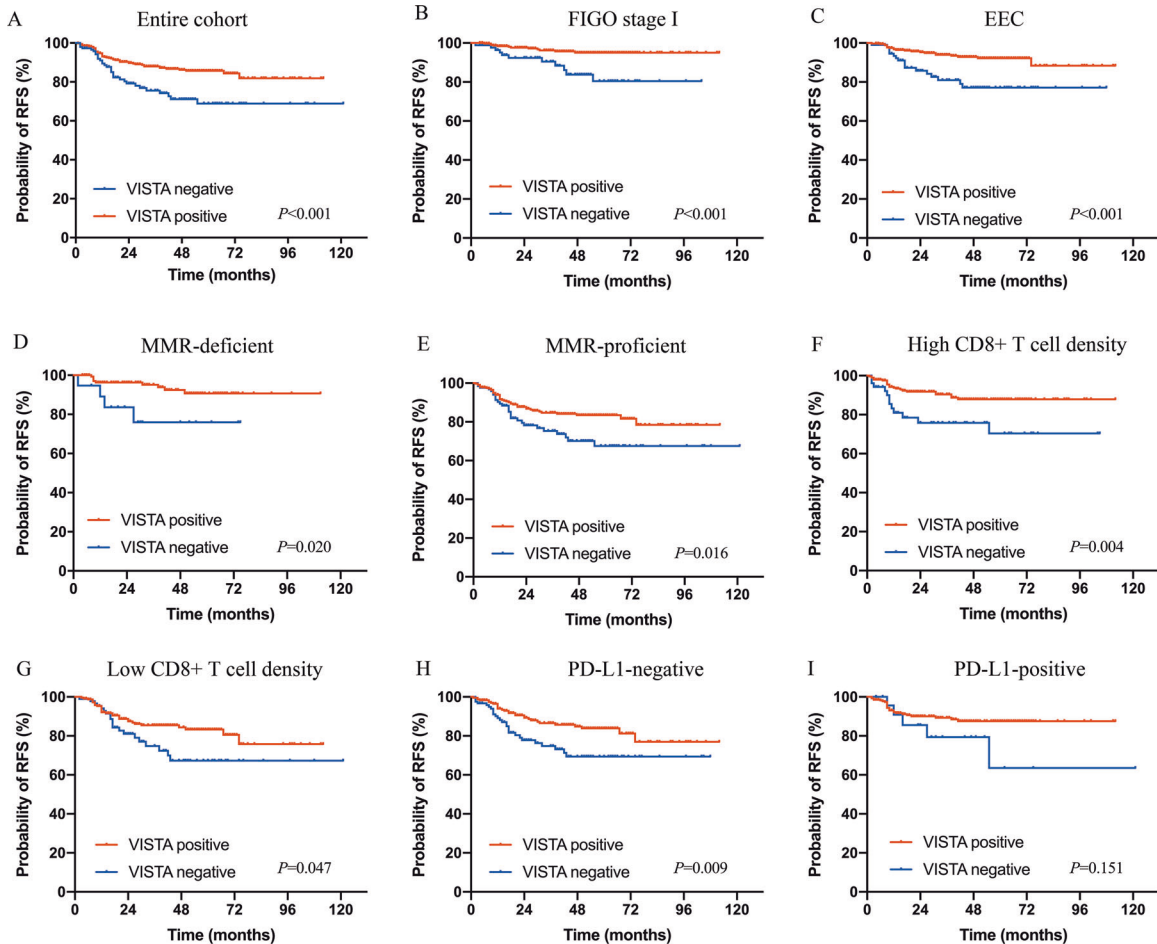 A
Entire cohort
Probability of RFS (%)
100
80
60
40
20
0
VISTA negative
VISTA positive
P<0.001
0 24 48 72 96 120
Time (months)
B
FIGO stage I
Probability of RFS (%)
100
80
60
40
20
0
VISTA positive
VISTA negative
P<0.001
0 24 48 72 96 120
Time (months)
C
EEC
Probability of RFS (%)
100
80
60
40
20
0
VISTA positive
VISTA negative
P<0.001
0 24 48 72 96 120
Time (months)
D
MMR-deficient
Probability of RFS (%)
100
80
60
40
20
0
VISTA positive
VISTA negative
P=0.020
0 24 48 72 96 120
Time (months)
E
MMR-proficient
Probability of RFS (%)
100
80
60
40
20
0
VISTA positive
VISTA negative
P=0.016
0 24 48 72 96 120
Time (months)
F
High CD8+ T cell density
Probability of RFS (%)
100
80
60
40
20
0
VISTA positive
VISTA negative
P=0.004
0 24 48 72 96 120
Time (months)
G
Low CD8+ T cell density
Probability of RFS (%)
100
80
60
40
20
0
VISTA positive
VISTA negative
P=0.047
0 24 48 72 96 120
Time (months)
H
PD-L1-negative
Probability of RFS (%)
100
80
60
40
20
0
VISTA positive
VISTA negative
P=0.009
0 24 48 72 96 120
Time (months)
I
PD-L1-positive
Probability of RFS (%)
100
80
60
40
20
0
VISTA positive
VISTA negative
P=0.151
0 24 48 72 96 120
Time (months)